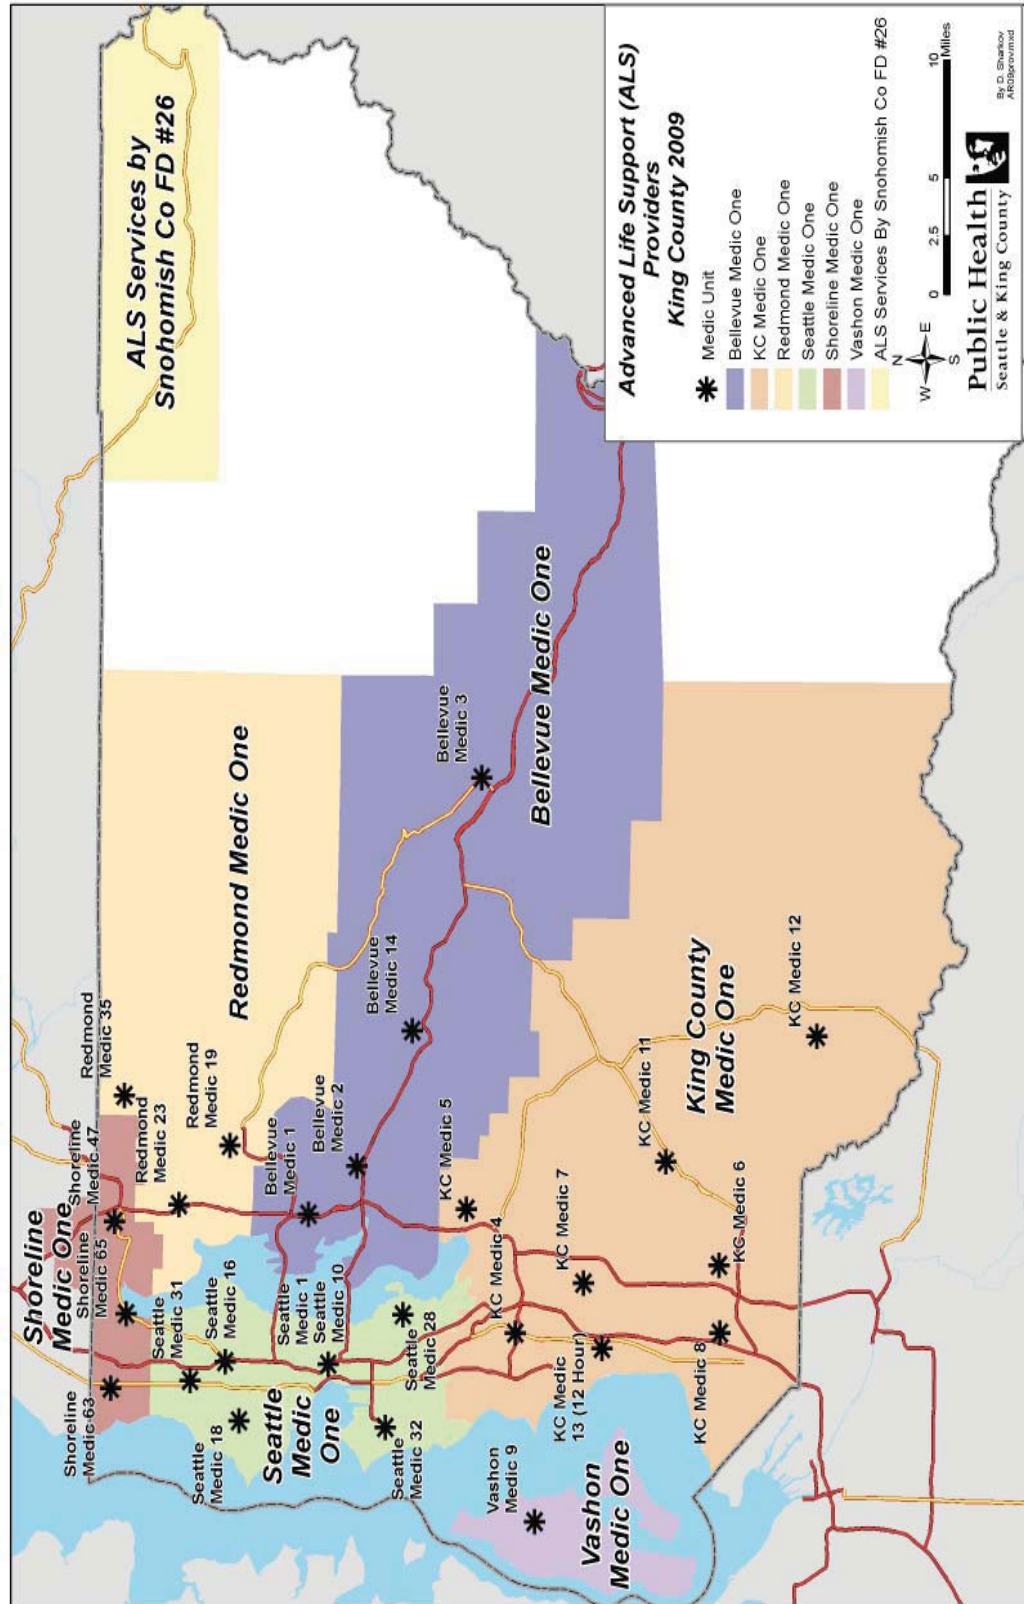 ALS Services by
Snohomish Co FD #26
Shoreline
Medic One
Shoreline
Medic 63
Shoreline
Medic 65
Shoreline
Medic 47
Redmond
Medic 35
Redmond
Medic 23
Redmond
Medic 19
Redmond Medic One
Seattle
Medic 31
Seattle
Medic 16
Seattle
Medic 18
Seattle
Medic 1
Seattle
Medic 10
Seattle
Medic
One
Seattle
Medic 32
Seattle
Medic 28
Bellevue
Medic 1
Bellevue
Medic 2
Bellevue
Medic 14
Bellevue
Medic 3
Bellevue Medic One
KC Medic 5
KC Medic 4
KC Medic 7
KC Medic
13 (12 Hour)
KC Medic 11
KC Medic 6
KC Medic 8
KC Medic 12
King County
Medic One
Vashon
Medic 9
Vashon
Medic One
Advanced Life Support (ALS)
Providers
King County 2009
Medic Unit
Bellevue Medic One
KC Medic One
Redmond Medic One
Seattle Medic One
Shoreline Medic One
Vashon Medic One
ALS Services By Snohomish Co FD #26
N
W E
S
0 2.5 5 10
Miles
Public Health
Seattle & King County
By D. Sharkov
AR09prov.mxd